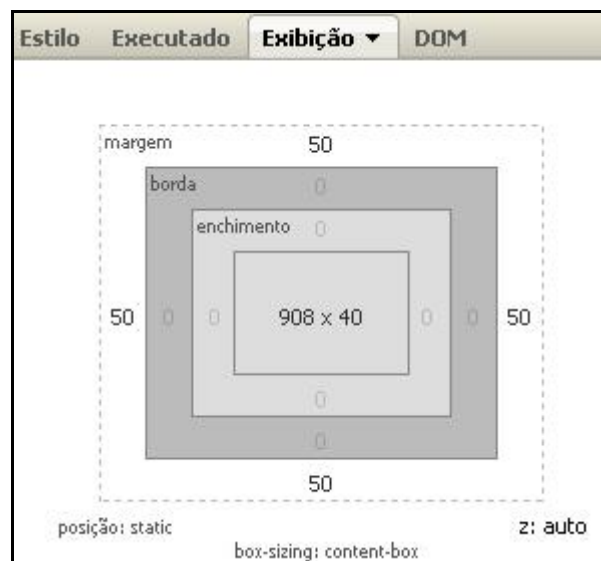 Estilo Executado Exibição ▼ DOM
margem 50
borda 0
enchimento 0
50 0 0 908 x 40 0 0 50
0
0
50
posição: static z: auto
box-sizing: content-box